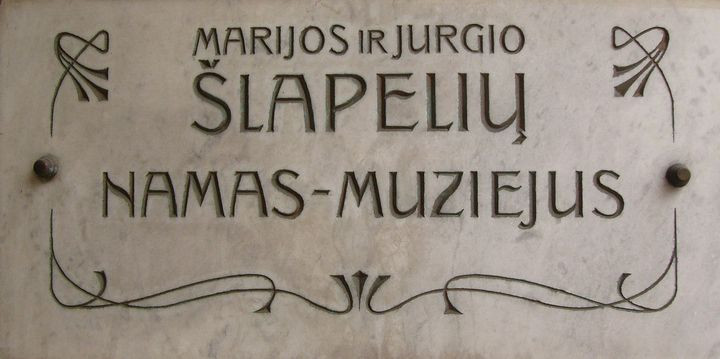 MARIJOS IR JURGIO
ŠLAPELIŲ
NAMAS-MUZIEJUS